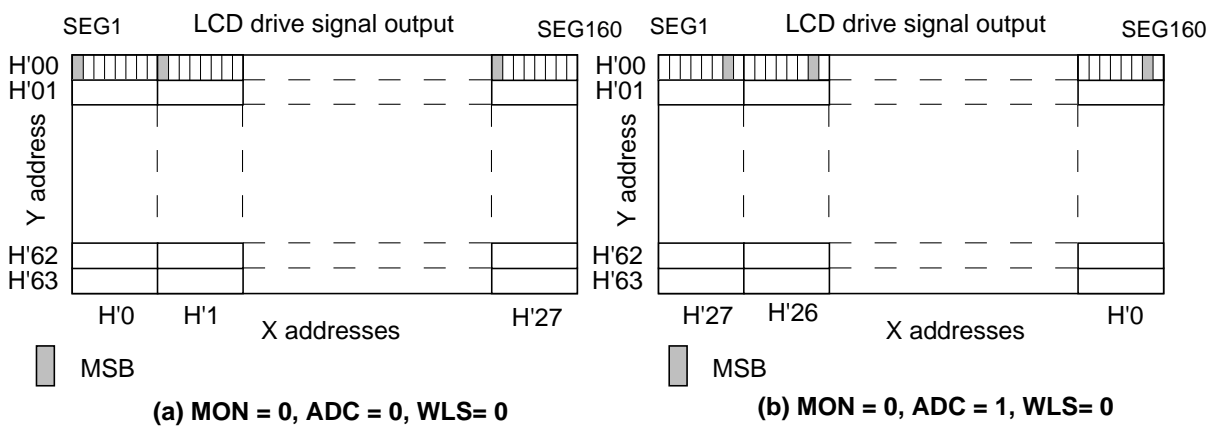 SEG1 LCD drive signal output SEG160
H'00
H'01
Y address
H'62
H'63
H'0 H'1 H'27
X addresses
MSB
(a) MON = 0, ADC = 0, WLS= 0
SEG1 LCD drive signal output SEG160
H'00
H'01
Y address
H'62
H'63
H'27 H'26 H'0
X addresses
MSB
(b) MON = 0, ADC = 1, WLS= 0